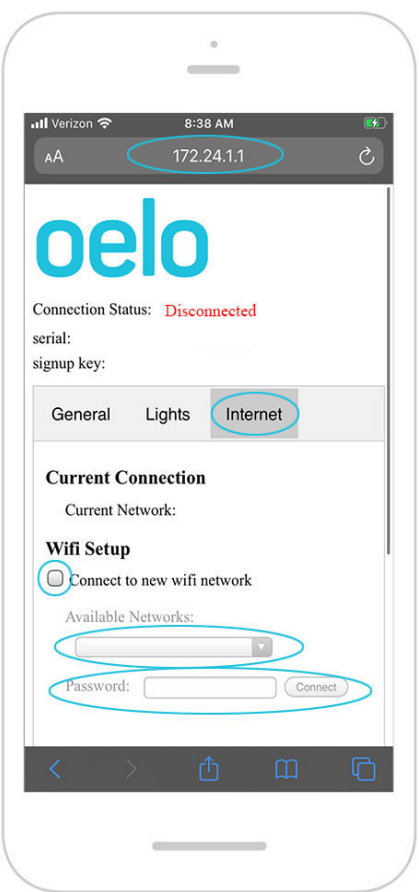 Verizon 8:38 AM
AA 172.24.1.1
oelo
Connection Status: Disconnected
serial:
signup key:
General Lights Internet
Current Connection
Current Network:
Wifi Setup
Connect to new wifi network
Available Networks:
Password: Connect